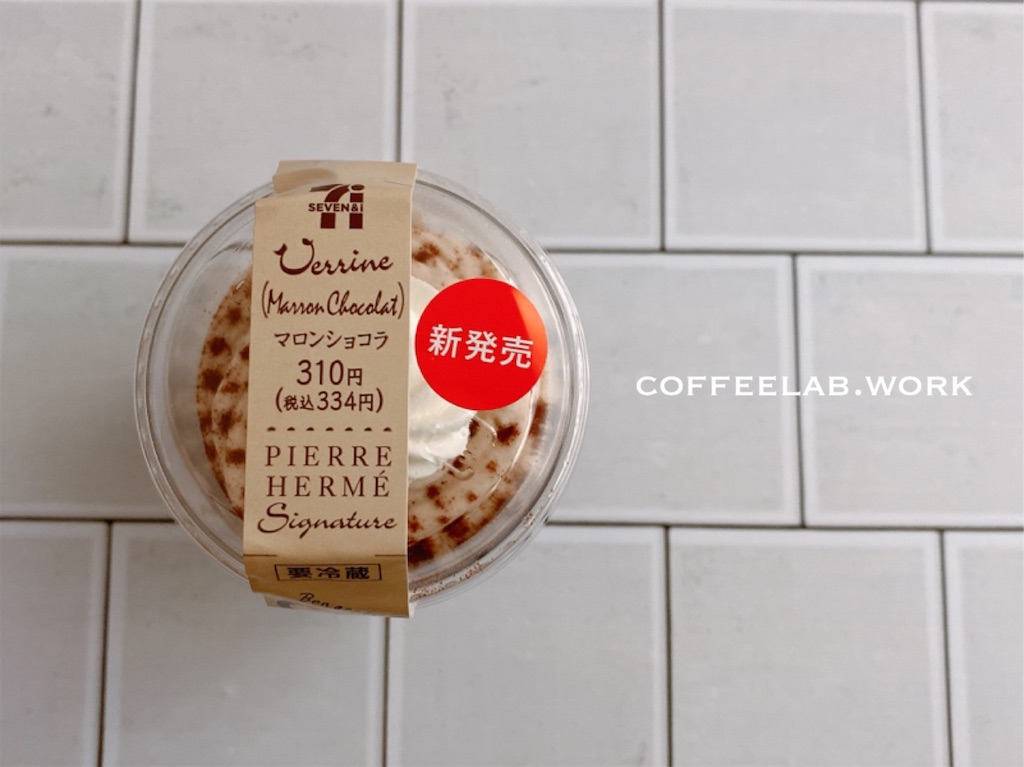 SEVEN&i
Verrine
(Marron Chocolat)
マロンショコラ
310円
(税込334円)
PIERRE
HERMÉ
Signature
要冷蔵
新発売
COFFEELAB.WORK